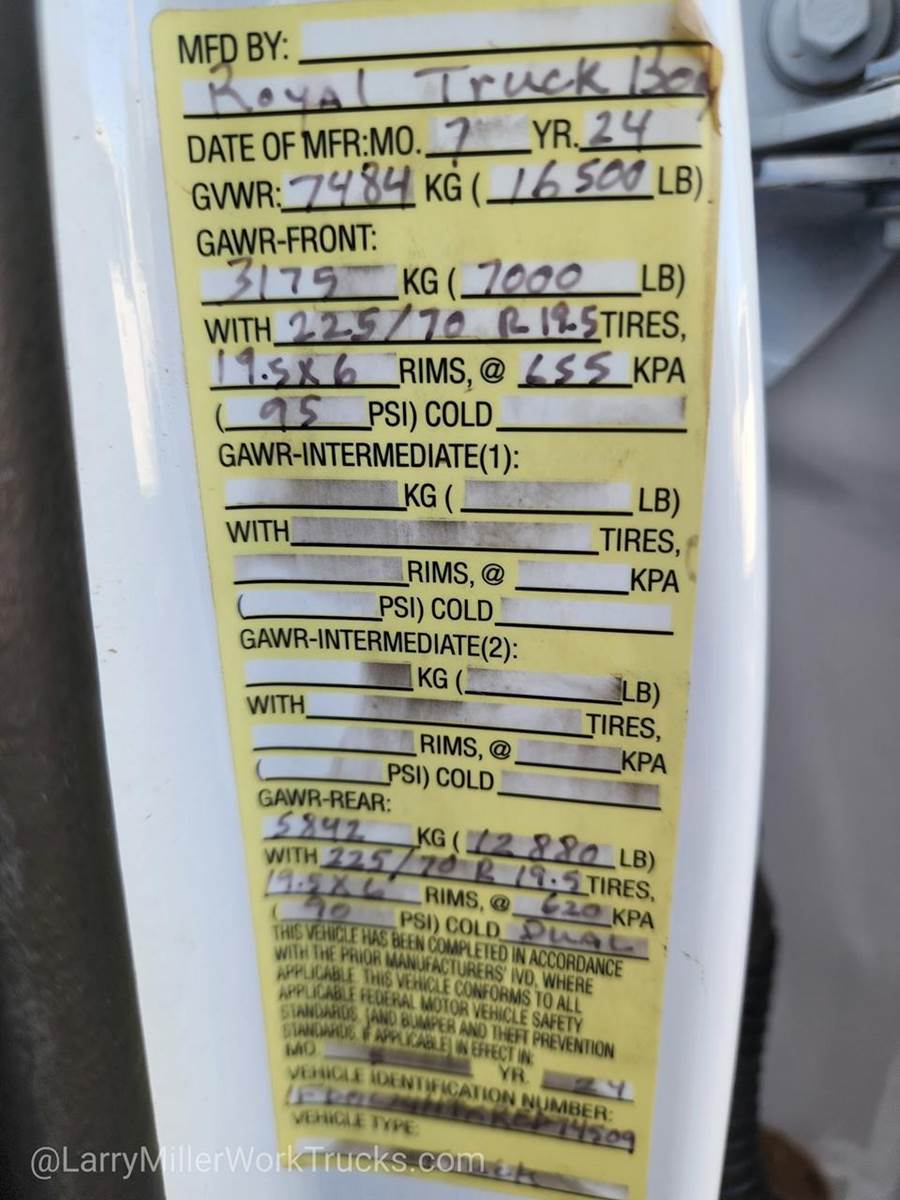 MFD BY:
Royal Truck Body
DATE OF MFR:MO. 7 YR. 24
GVWR: 7484 KG ( 16500 LB)
GAWR-FRONT:
3175 KG ( 7000 LB)
WITH 225/70 R 19.5 TIRES,
19.5x6 RIMS, @ 655 KPA
( 95 PSI) COLD
GAWR-INTERMEDIATE(1):
KG ( LB)
WITH TIRES,
RIMS, @ KPA
( PSI) COLD
GAWR-INTERMEDIATE(2):
KG ( LB)
WITH TIRES,
RIMS, @ KPA
( PSI) COLD
GAWR-REAR:
5842 KG ( 12880 LB)
WITH 225/70 R 19.5 TIRES,
19.5x6 RIMS, @ 620 KPA
( 90 PSI) COLD DUAL
THIS VEHICLE HAS BEEN COMPLETED IN ACCORDANCE
WITH THE PRIOR MANUFACTURERS' IVD, WHERE
APPLICABLE. THIS VEHICLE CONFORMS TO ALL
APPLICABLE FEDERAL MOTOR VEHICLE SAFETY
STANDARDS, [AND BUMPER AND THEFT PREVENTION
STANDARDS, IF APPLICABLE] IN EFFECT IN:
MO. YR. 24
VEHICLE IDENTIFICATION NUMBER:
VEHICLE TYPE:
@LarryMillerWorkTrucks.com